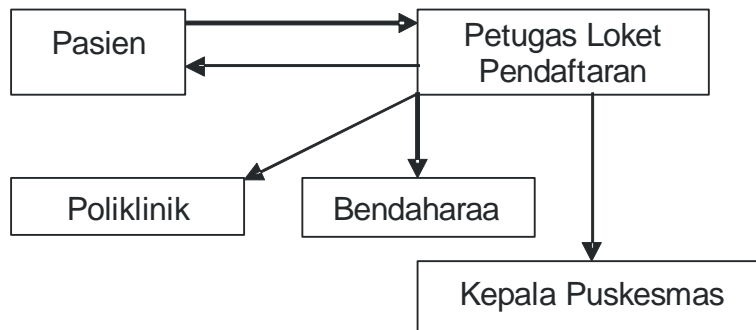 Pasien
Petugas Loket
Pendaftaran
Poliklinik
Bendaharaa
Kepala Puskesmas